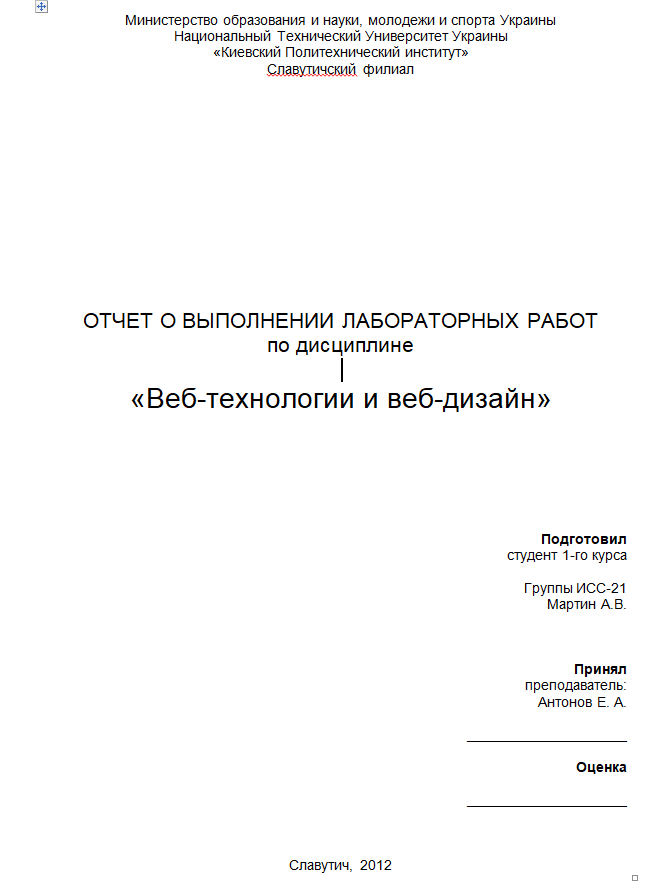 Министерство образования и науки, молодежи и спорта Украины
Национальный Технический Университет Украины
«Киевский Политехнический институт»
Славутичский филиал
ОТЧЕТ О ВЫПОЛНЕНИИ ЛАБОРАТОРНЫХ РАБОТ
по дисциплине
«Веб-технологии и веб-дизайн»
Подготовил
студент 1-го курса
Группы ИСС-21
Мартин А.В.
Принял
преподаватель:
Антонов Е. А.
Оценка
Славутич, 2012